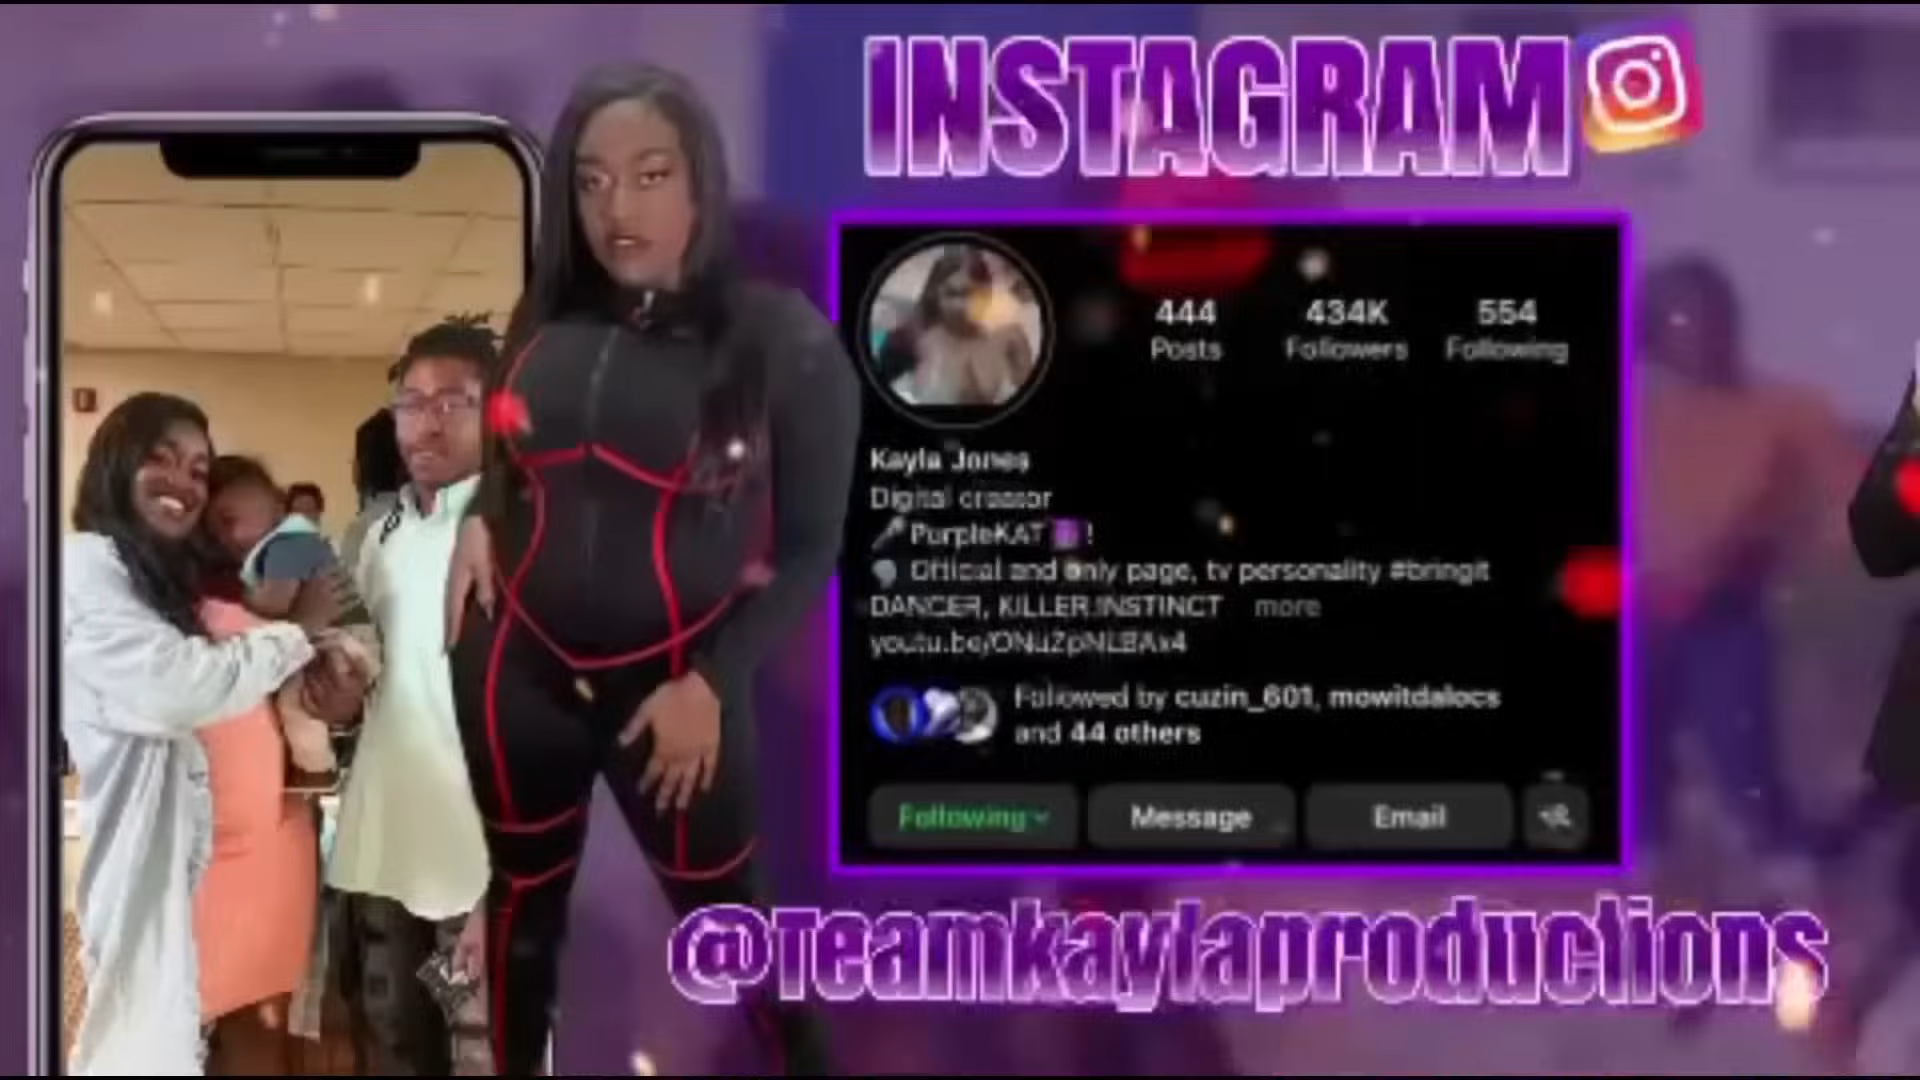 INSTAGRAM
444 434K 554
Posts Followers Following
Kayla Jones
Digital creator
PurpleKAT !
Official and only page, tv personality #bringit
DANCER, KILLER INSTINCT more
Followed by cuzin_601, mowitdalocs
and 44 others
Following Message Email
@Teamkaylaproductions